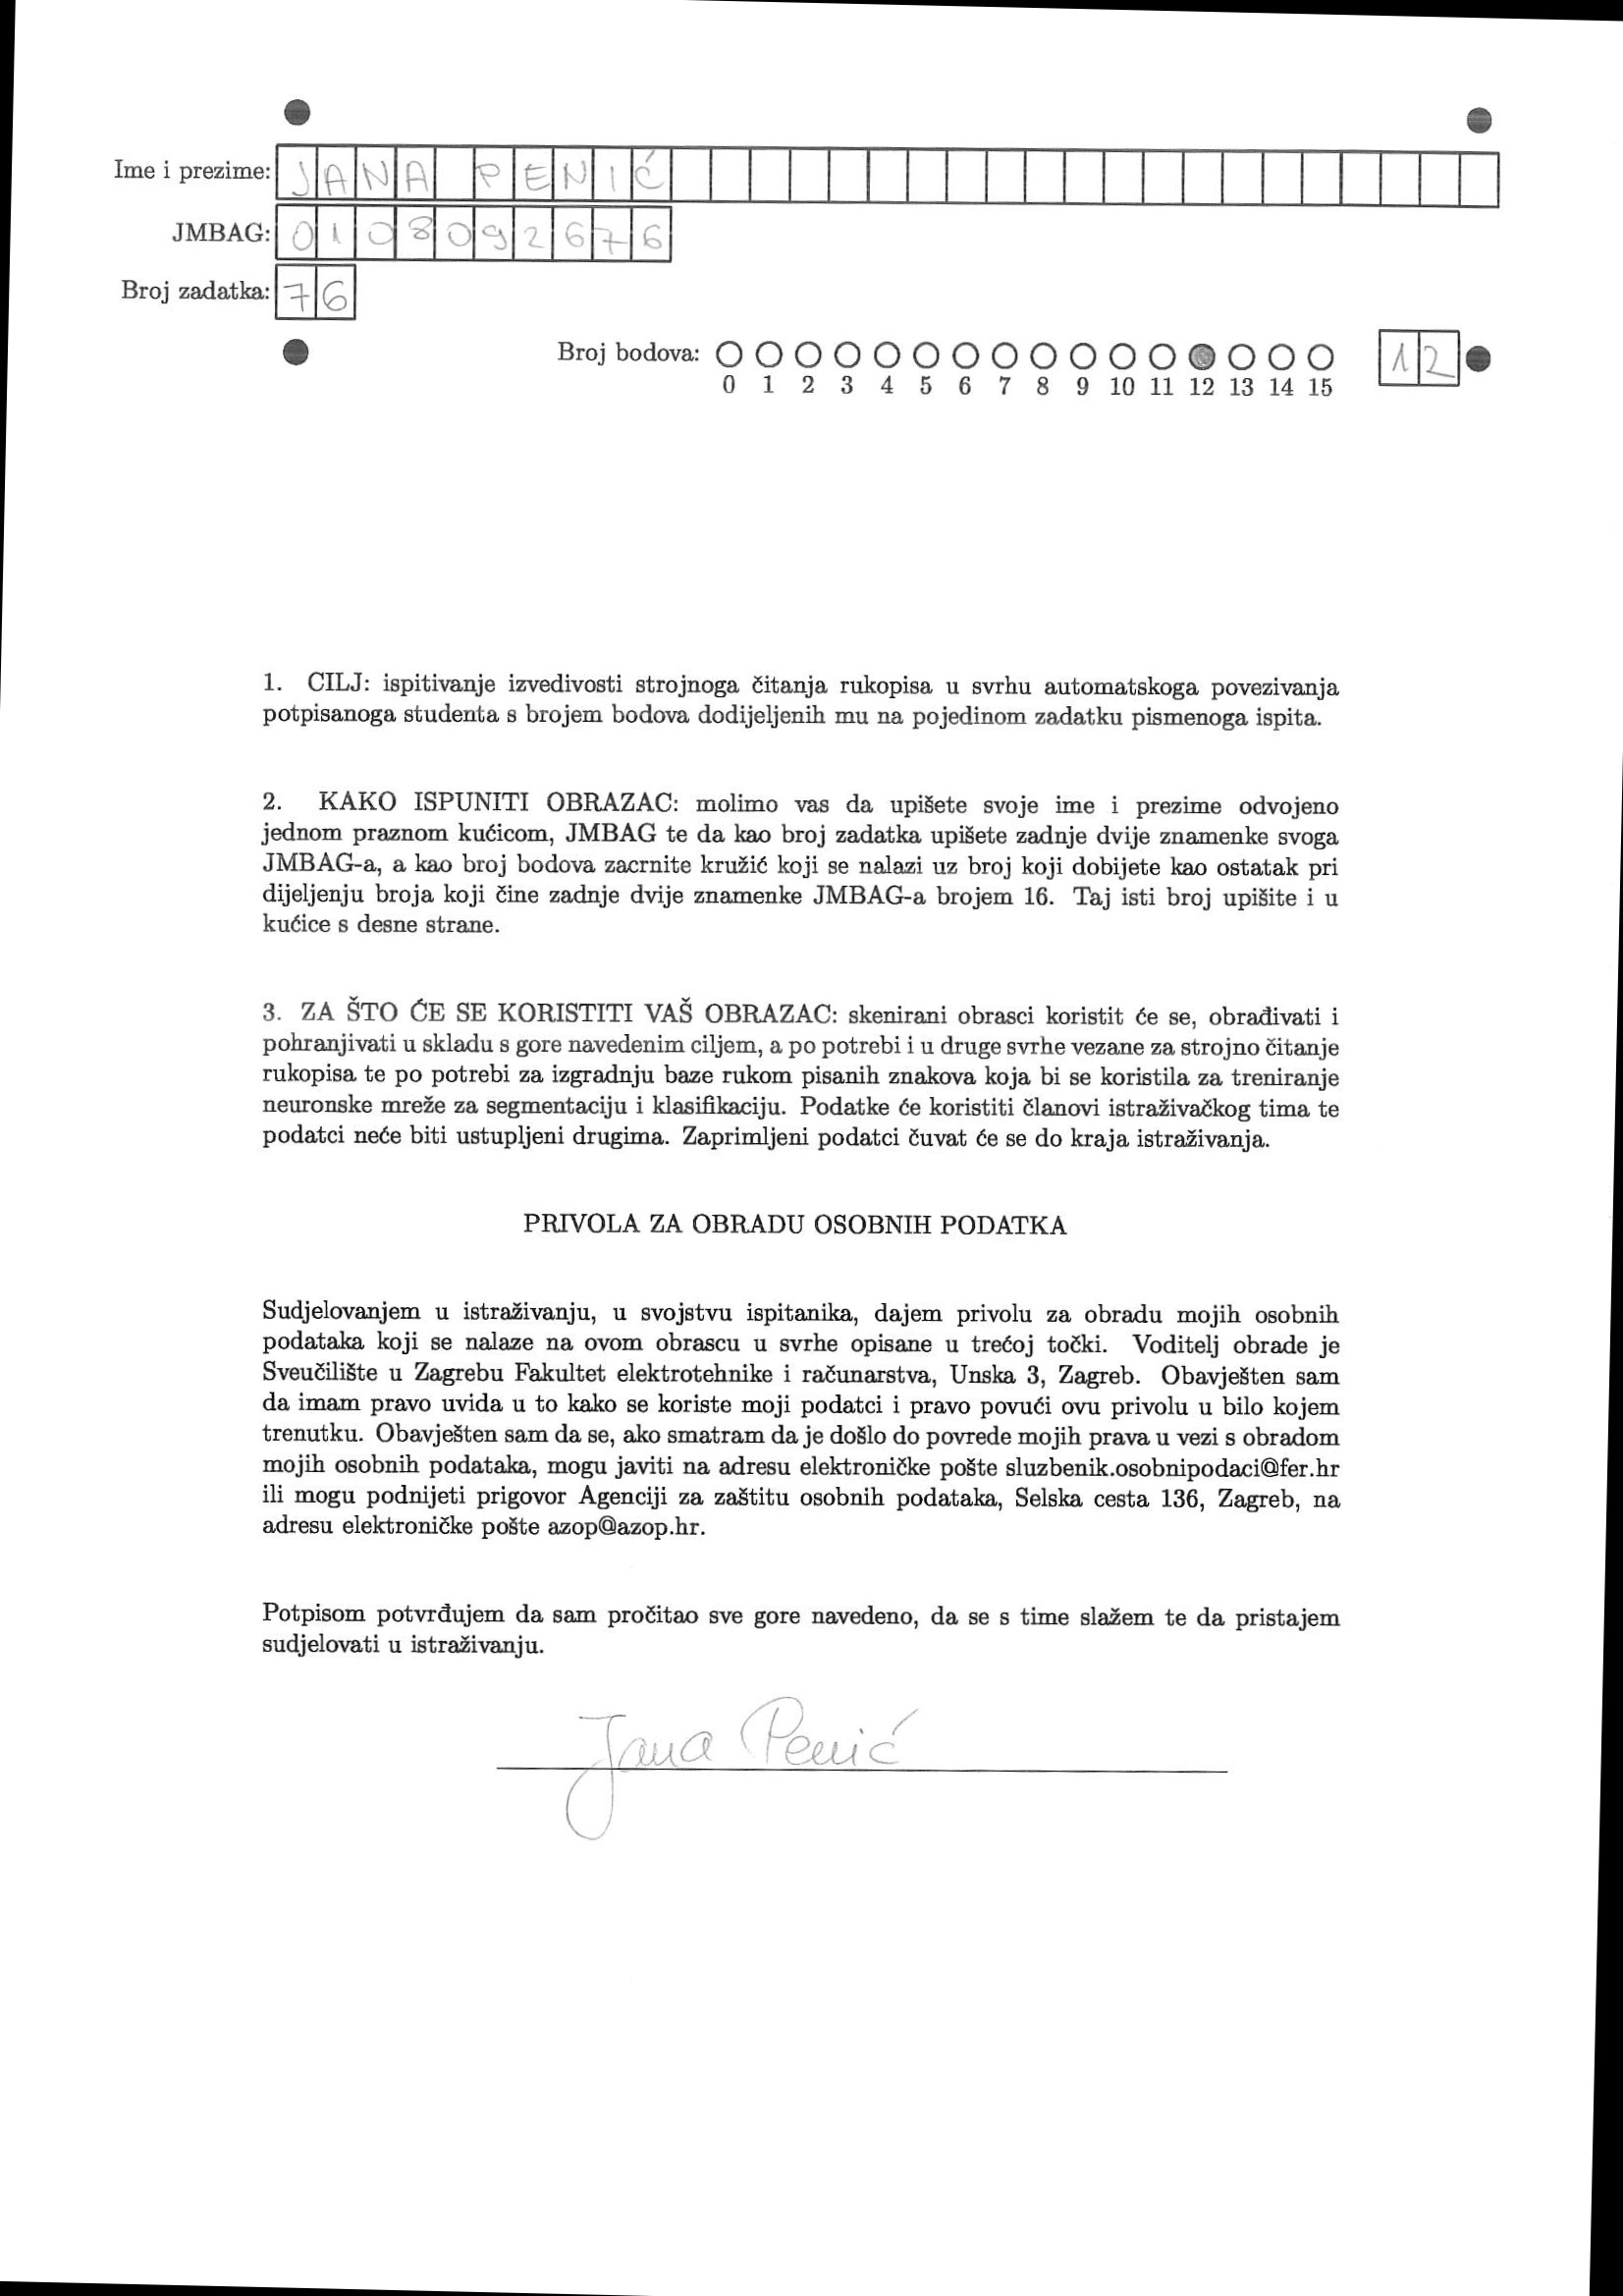 Ime i prezime: JANA PENIĆ
JMBAG: 0108092676
Broj zadatka: 76
Broj bodova: 12
0 1 2 3 4 5 6 7 8 9 10 11 12 13 14 15
1. CILJ: ispitivanje izvedivosti strojnoga čitanja rukopisa u svrhu automatskoga povezivanja
potpisanoga studenta s brojem bodova dodijeljenih mu na pojedinom zadatku pismenoga ispita.
2. KAKO ISPUNITI OBRAZAC: molimo vas da upišete svoje ime i prezime odvojeno
jednom praznom kućicom, JMBAG te da kao broj zadatka upišete zadnje dvije znamenke svoga
JMBAG-a, a kao broj bodova zacrnite kružić koji se nalazi uz broj koji dobijete kao ostatak pri
dijeljenju broja koji čine zadnje dvije znamenke JMBAG-a brojem 16. Taj isti broj upišite i u
kućice s desne strane.
3. ZA ŠTO ĆE SE KORISTITI VAŠ OBRAZAC: skenirani obrasci koristit će se, obrađivati i
pohranjivati u skladu s gore navedenim ciljem, a po potrebi i u druge svrhe vezane za strojno čitanje
rukopisa te po potrebi za izgradnju baze rukom pisanih znakova koja bi se koristila za treniranje
neuronske mreže za segmentaciju i klasifikaciju. Podatke će koristiti članovi istraživačkog tima te
podatci neće biti ustupljeni drugima. Zaprimljeni podatci čuvat će se do kraja istraživanja.
PRIVOLA ZA OBRADU OSOBNIH PODATKA
Sudjelovanjem u istraživanju, u svojstvu ispitanika, dajem privolu za obradu mojih osobnih
podataka koji se nalaze na ovom obrascu u svrhe opisane u trećoj točki. Voditelj obrade je
Sveučilište u Zagrebu Fakultet elektrotehnike i računarstva, Unska 3, Zagreb. Obavješten sam
da imam pravo uvida u to kako se koriste moji podatci i pravo povući ovu privolu u bilo kojem
trenutku. Obavješten sam da se, ako smatram da je došlo do povrede mojih prava u vezi s obradom
mojih osobnih podataka, mogu javiti na adresu elektroničke pošte sluzbenik.osobnipodaci@fer.hr
ili mogu podnijeti prigovor Agenciji za zaštitu osobnih podataka, Selska cesta 136, Zagreb, na
adresu elektroničke pošte azop@azop.hr.
Potpisom potvrđujem da sam pročitao sve gore navedeno, da se s time slažem te da pristajem
sudjelovati u istraživanju.
Jana Penić